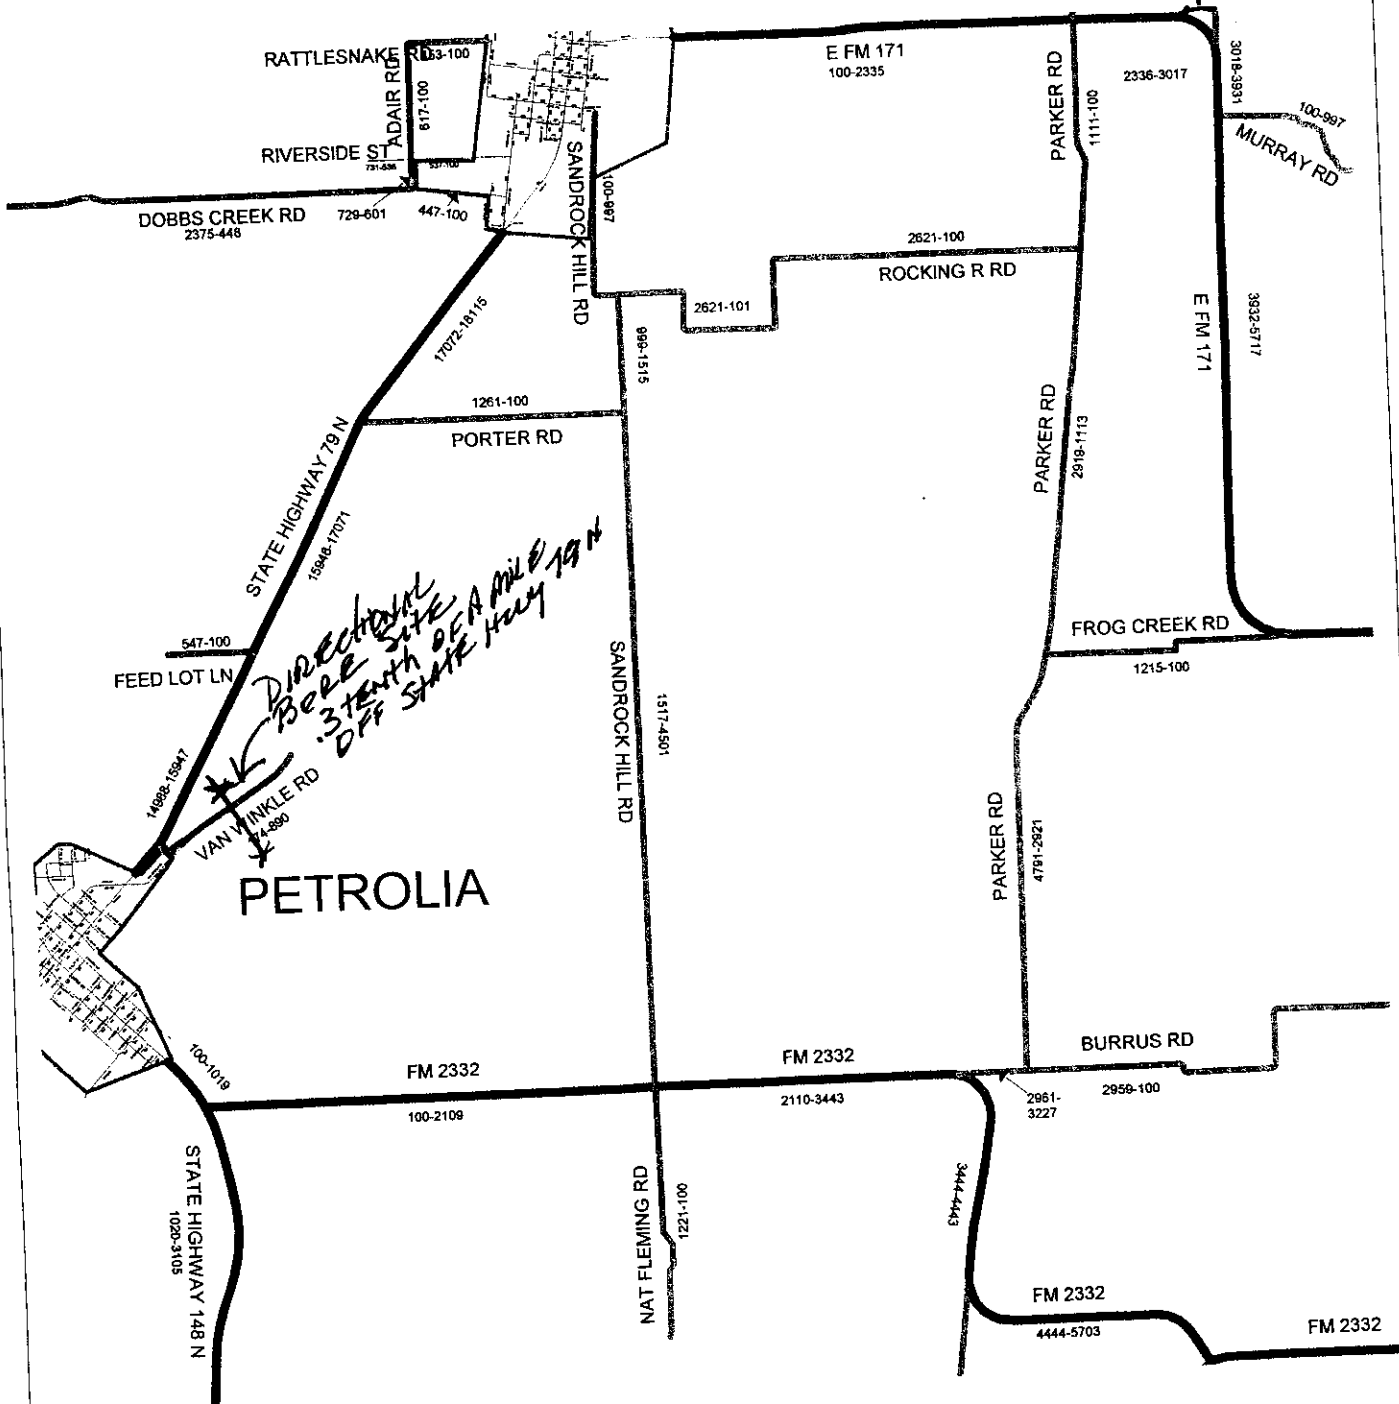 RATTLESNAKE RD
ADAIR RD
617-100
RIVERSIDE ST
537-100
DOBBS CREEK RD
2375-448
729-601
447-100
SANDROCK HILL RD
100-997
E FM 171
100-2335
PARKER RD
1111-100
2336-3017
3018-3931
100-997
MURRAY RD
2621-100
ROCKING R RD
2621-101
999-1515
17072-18115
1261-100
PORTER RD
STATE HIGHWAY 79 N
15948-17071
E FM 171
3932-5717
PARKER RD
2919-1113
547-100
FEED LOT LN
DIRECTIONAL
BORE SITE
.3 TENTH OF A MILE
OFF STATE HWY 79 N
14988-15947
VAN WINKLE RD
74-890
PETROLIA
SANDROCK HILL RD
1517-4501
FROG CREEK RD
1215-100
PARKER RD
4791-2921
100-1019
FM 2332
100-2109
FM 2332
2110-3443
BURRUS RD
2959-100
2961-
3227
STATE HIGHWAY 148 N
1020-3105
NAT FLEMING RD
1221-100
3444-4443
FM 2332
4444-5703
FM 2332